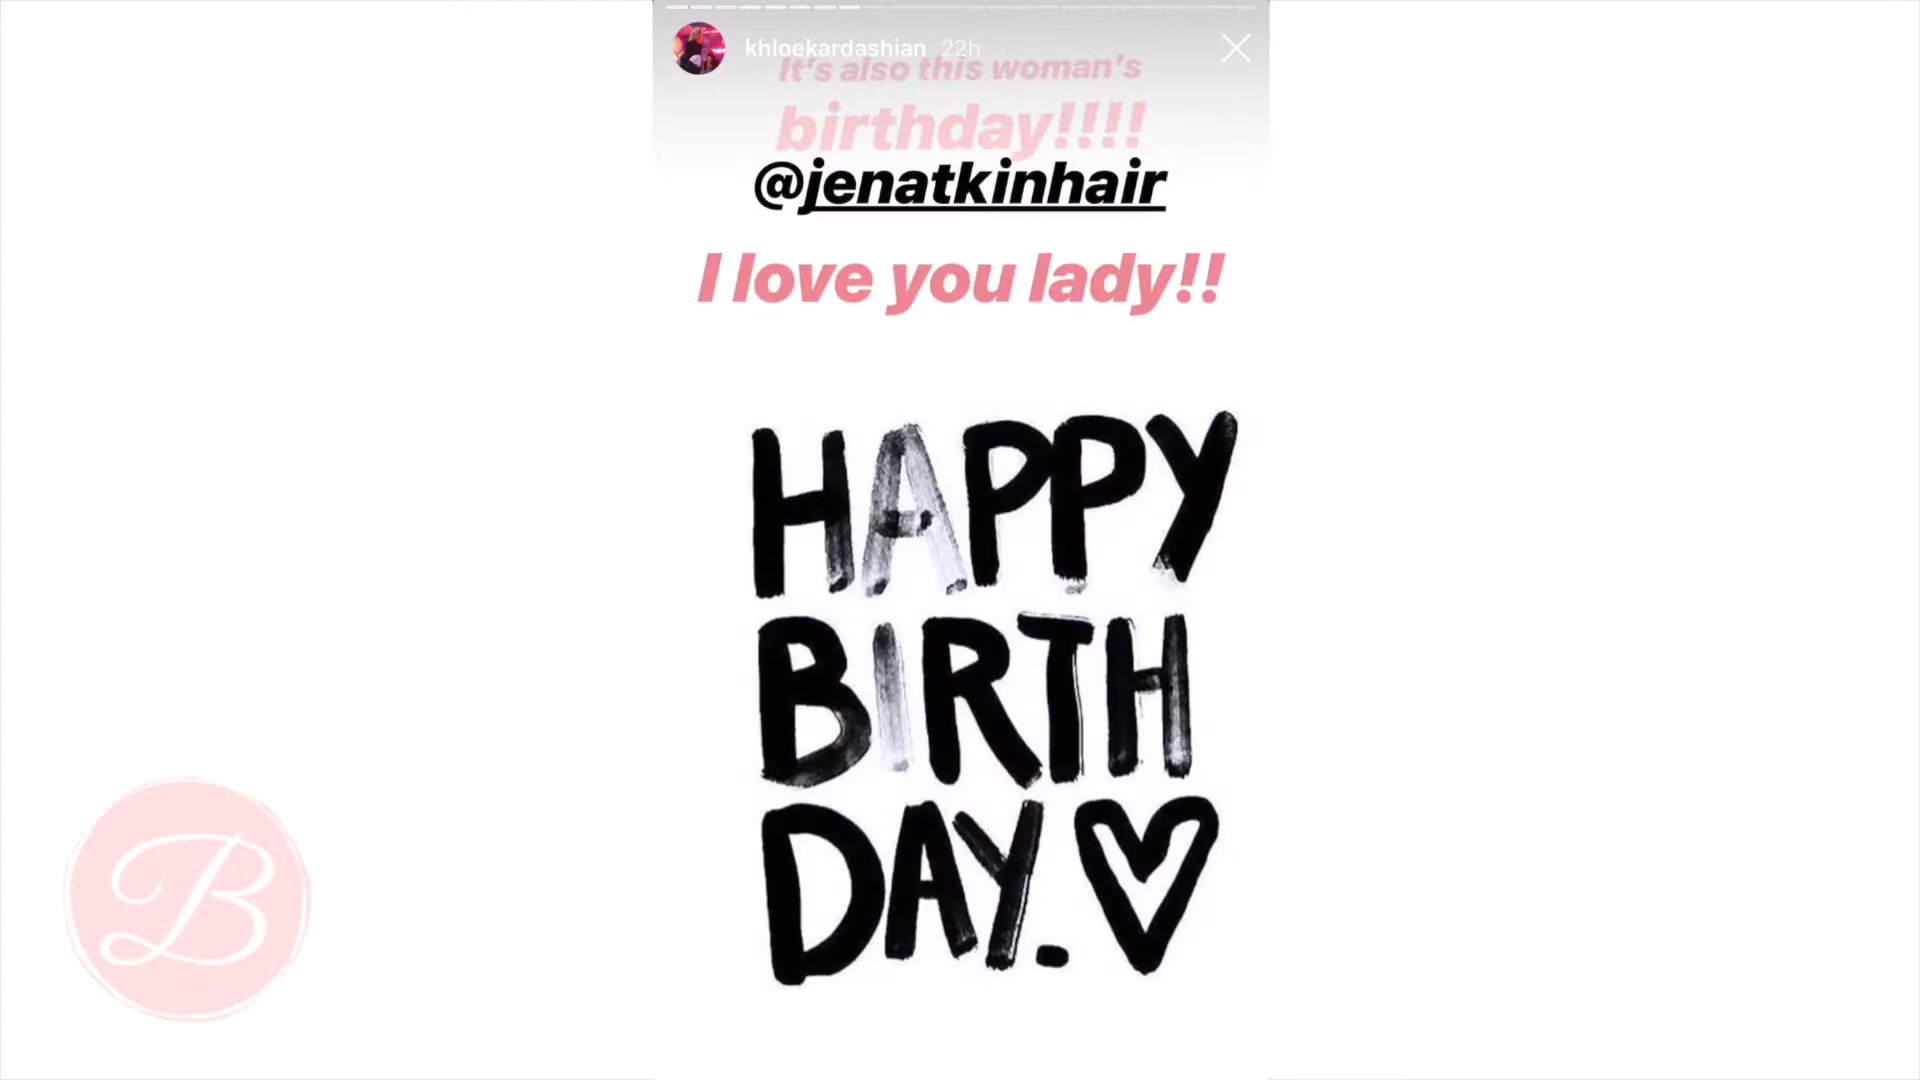 khloekardashian 22h
It's also this woman's
birthday!!!!
@jenatkinhair
I love you lady!!
HAPPY
BIRTH
DAY.♡
B